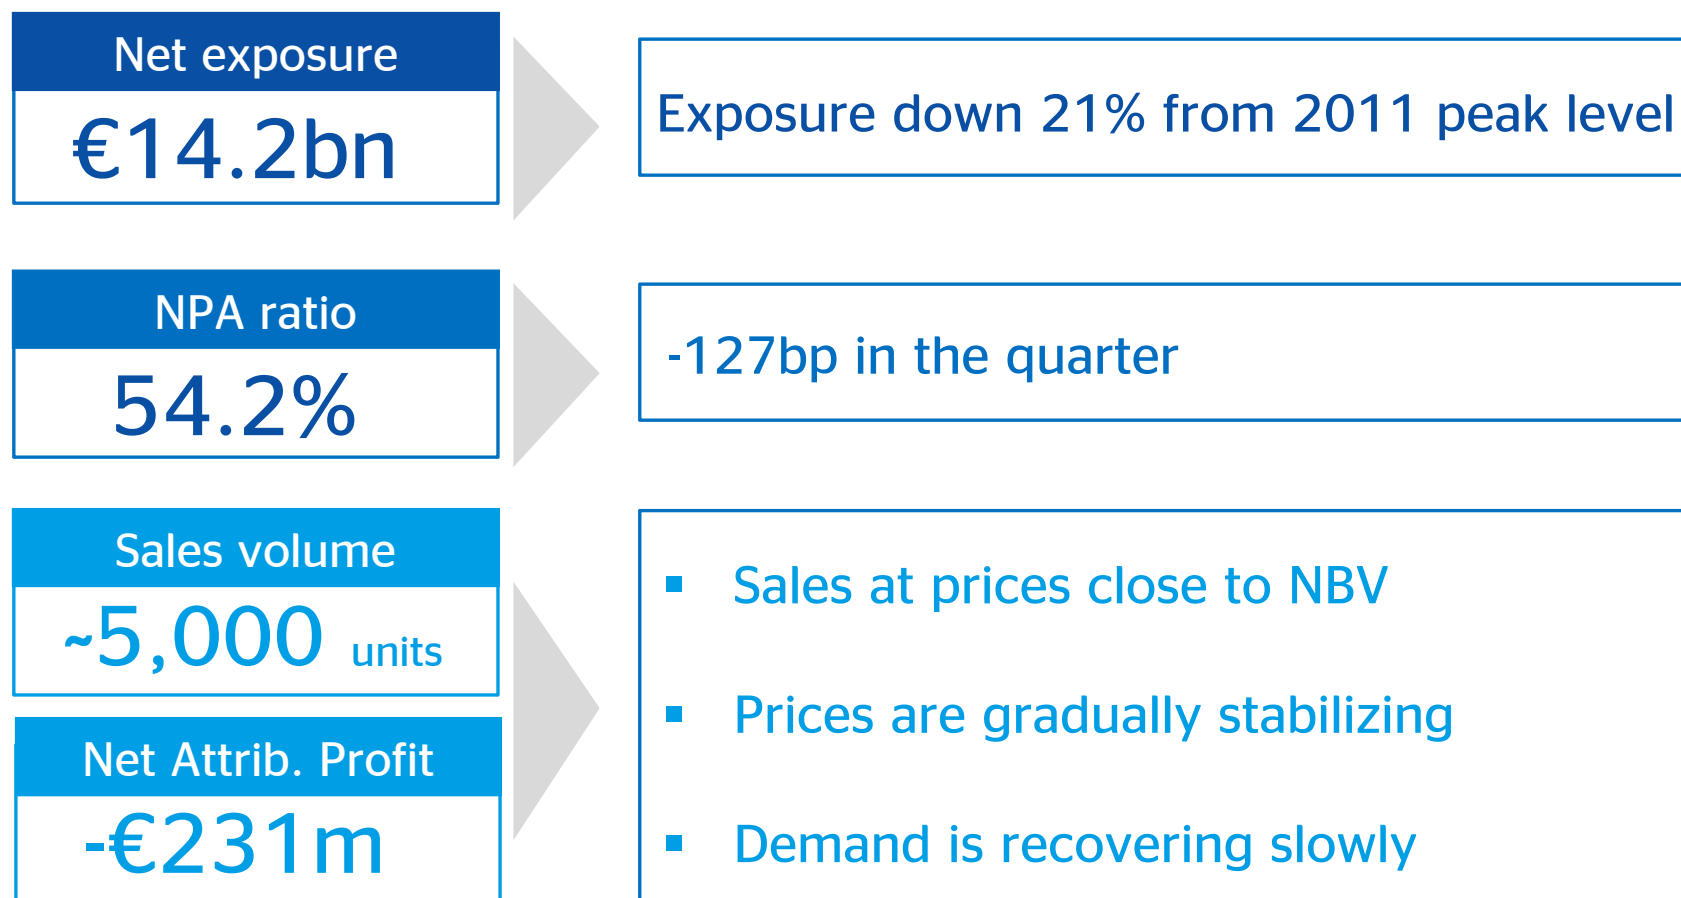 Net exposure
€14.2bn
Exposure down 21% from 2011 peak level
NPA ratio
54.2%
-127bp in the quarter
Sales volume
~5,000 units
Net Attrib. Profit
-€231m
▪ Sales at prices close to NBV
▪ Prices are gradually stabilizing
▪ Demand is recovering slowly